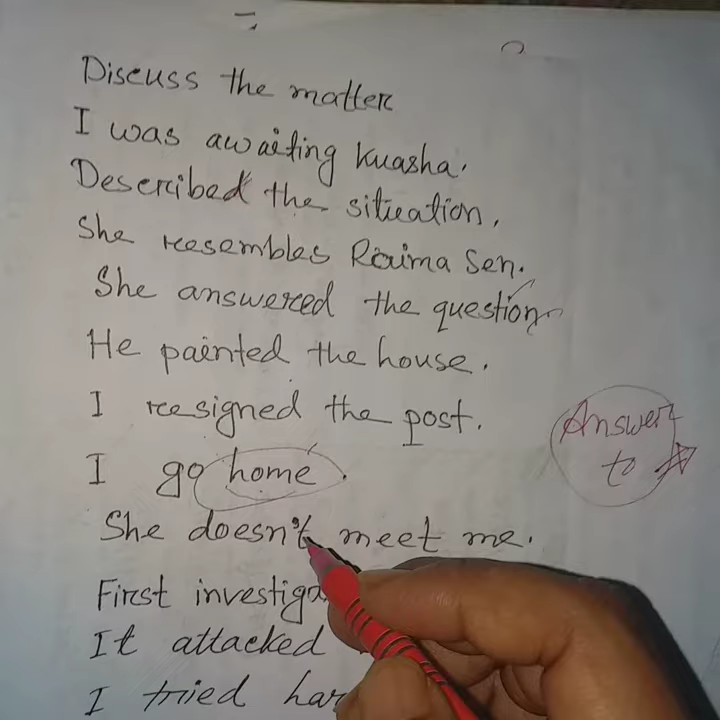 Discuss the matter
I was awaiting Kuasha.
Described the situation.
She resembles Raima Sen.
She answered the question
He painted the house.
I resigned the post.
Answer
to
I go home.
She doesn't meet me.
First
It attacked
I tried